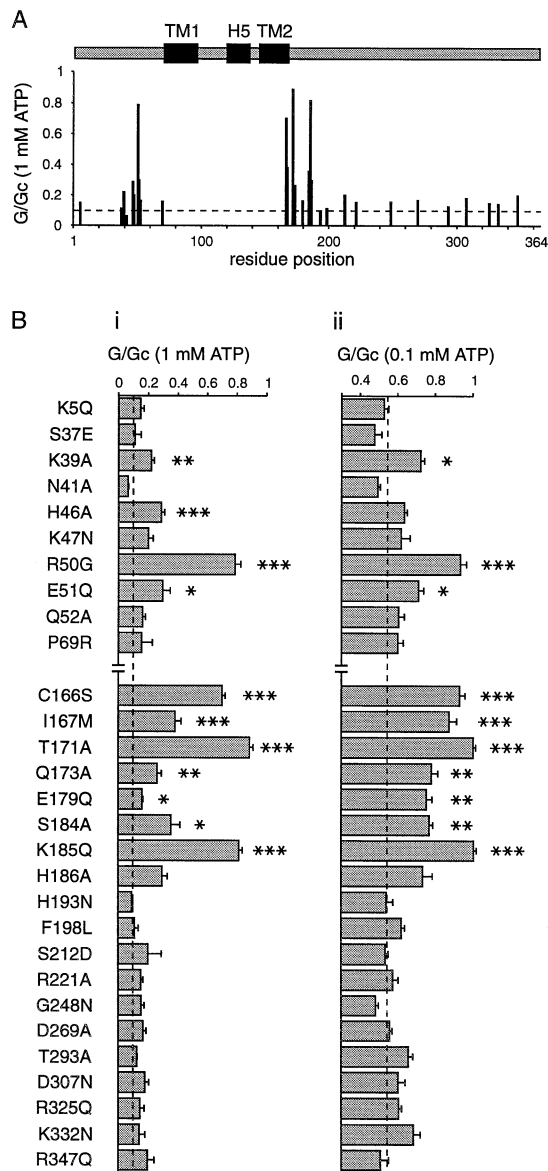 A
TM1 H5 TM2
G/Gc (1 mM ATP)
1
0.8
0.6
0.4
0.2
0
1 100 200 300 364
residue position
B i ii
G/Gc (1 mM ATP) G/Gc (0.1 mM ATP)
0 0.2 0.4 0.6 0.8 1 0.4 0.6 0.8 1
K5Q
S37E
K39A ** *
N41A
H46A ***
K47N
R50G *** ***
E51Q * *
Q52A
P69R
C166S *** ***
I167M *** ***
T171A *** ***
Q173A ** **
E179Q * **
S184A * **
K185Q *** ***
H186A
H193N
F198L
S212D
R221A
G248N
D269A
T293A
D307N
R325Q
K332N
R347Q